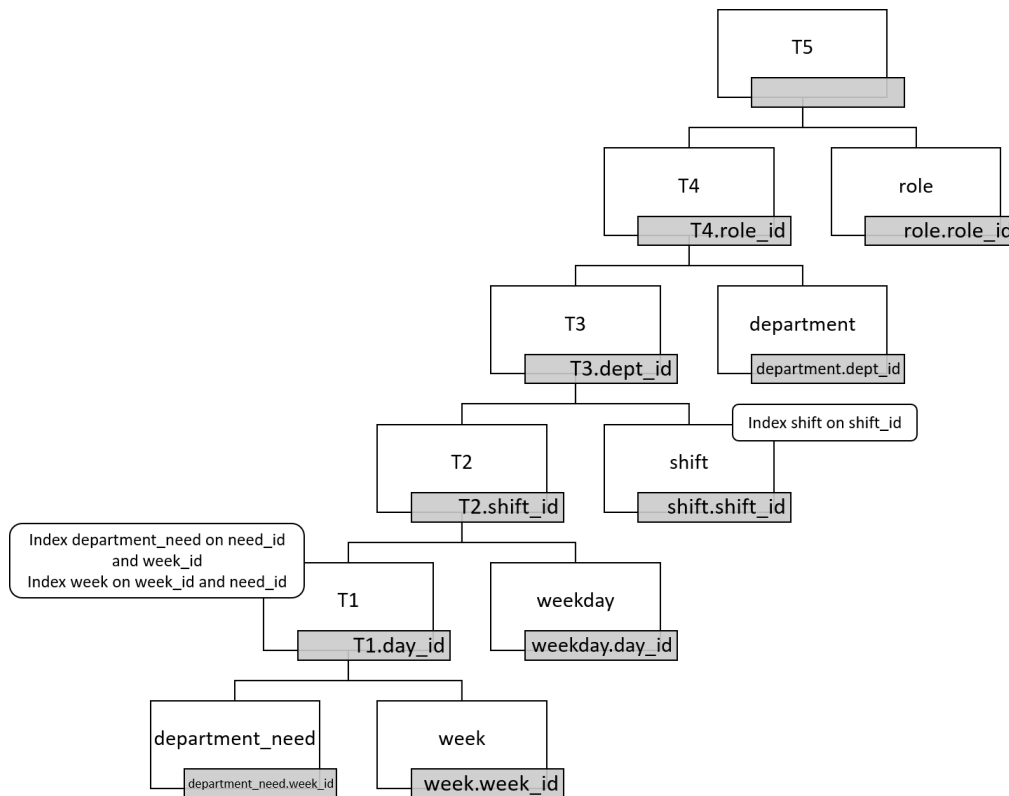 T5
T4
role
T4.role_id
role.role_id
T3
department
T3.dept_id
department.dept_id
Index shift on shift_id
T2
shift
T2.shift_id
shift.shift_id
Index department_need on need_id
and week_id
Index week on week_id and need_id
T1
weekday
T1.day_id
weekday.day_id
department_need
week
department_need.week_id
week.week_id